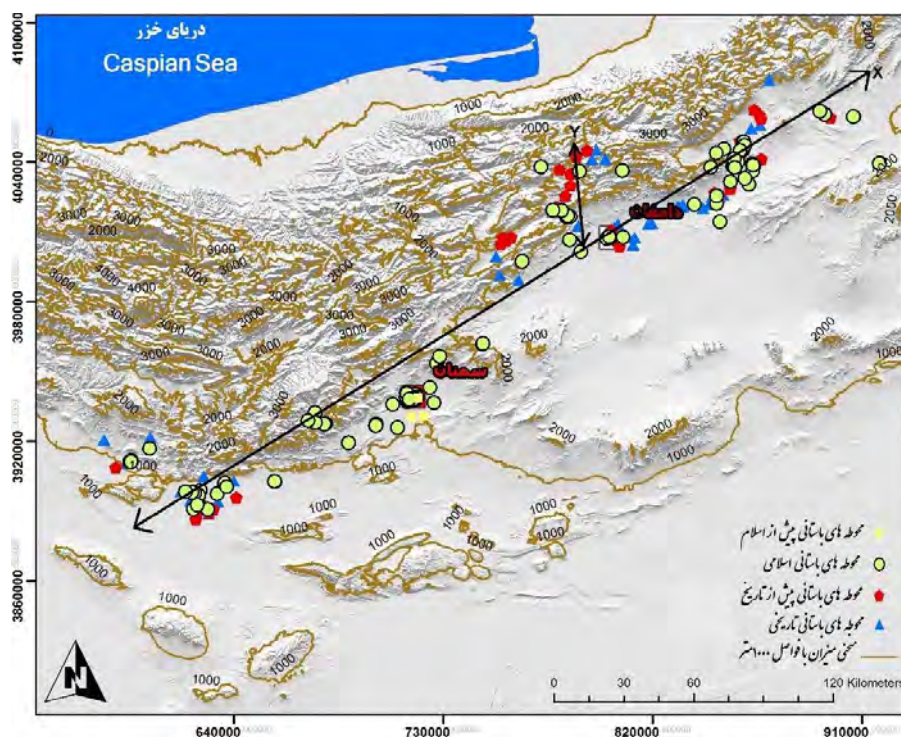 دریای خزر
Caspian Sea
X
Y
دامغان
سمنان
محوطه های باستانی پیش از اسلام
محوطه های باستانی اسلامی
محوطه های باستانی پیش از تاریخ
محوطه های باستانی تاریخی
منحنی میزان با فواصل ۱۰۰۰متر
N
0 30 60 120 Kilometers
4100000
4040000
3980000
3920000
3860000
640000 730000 820000 910000
1000
2000
3000
4000